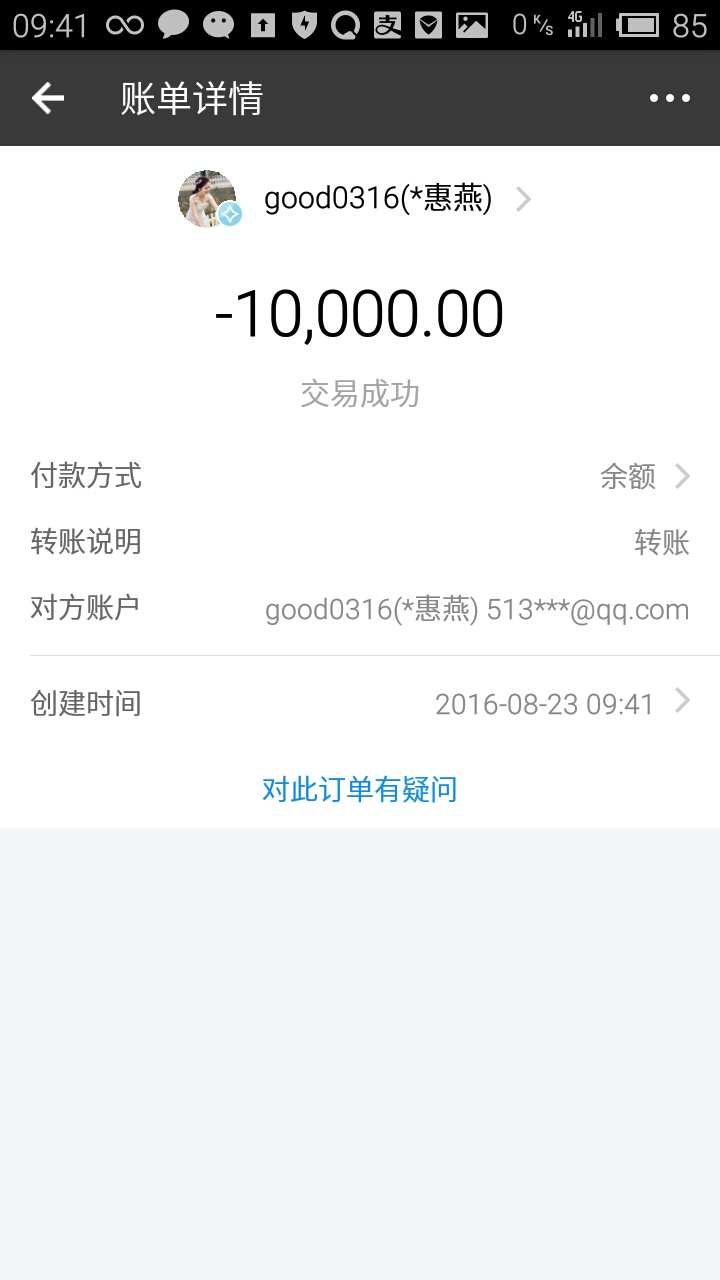 09:41 支 0 K/s 4G 85
账单详情
good0316(*惠燕)
-10,000.00
交易成功
付款方式 余额
转账说明 转账
对方账户 good0316(*惠燕) 513***@qq.com
创建时间 2016-08-23 09:41
对此订单有疑问